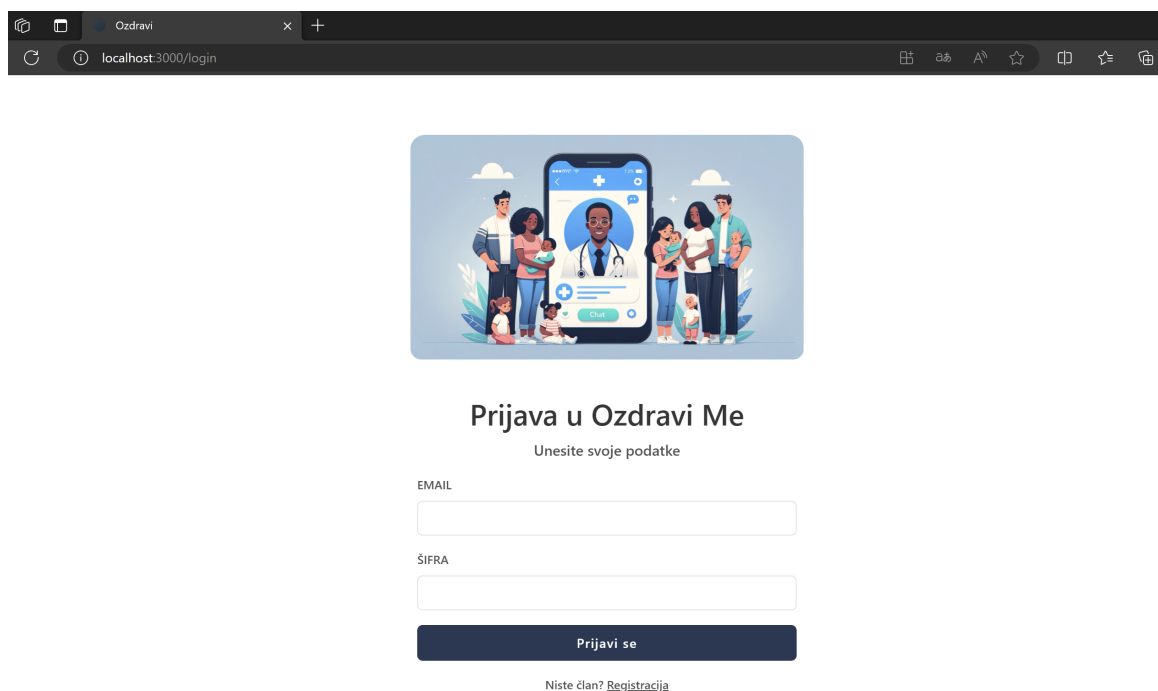 Ozdravi
localhost:3000/login
Chat
Prijava u Ozdravi Me
Unesite svoje podatke
EMAIL
ŠIFRA
Prijavi se
Niste član? Registracija